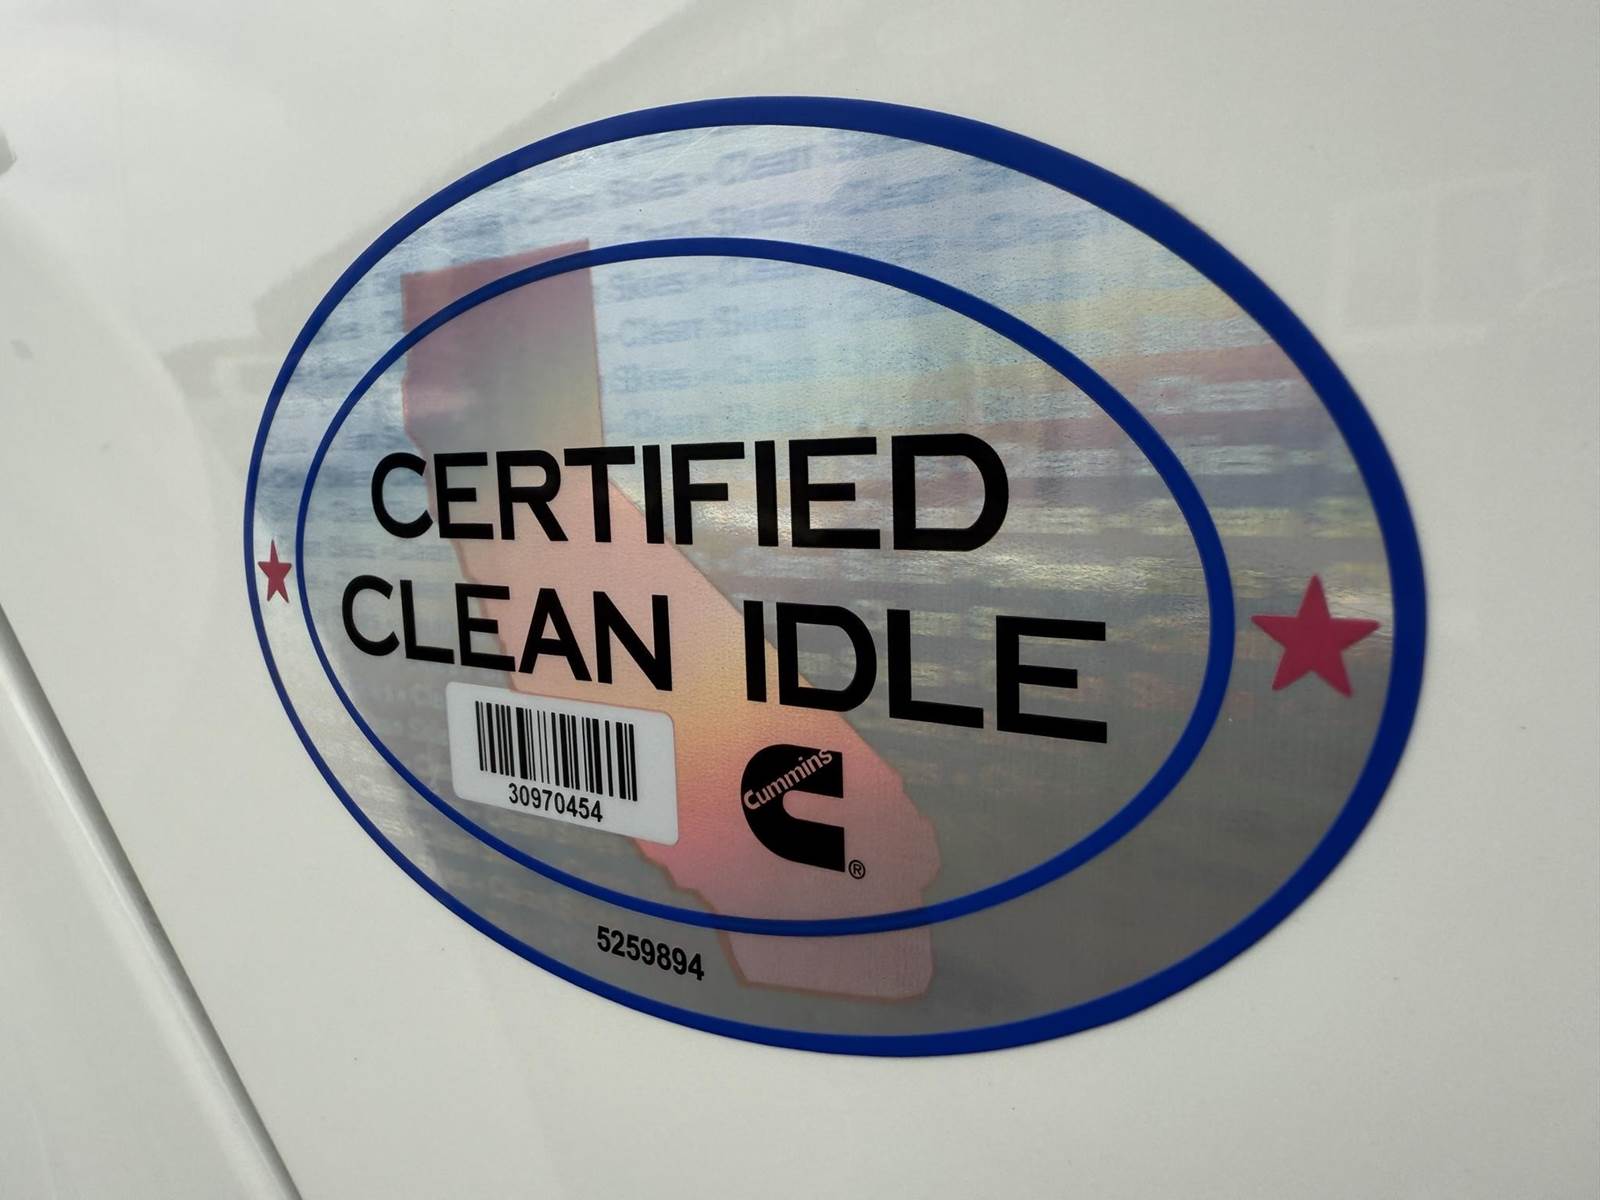 CERTIFIED
CLEAN IDLE
30970454
Cummins
®
5259894